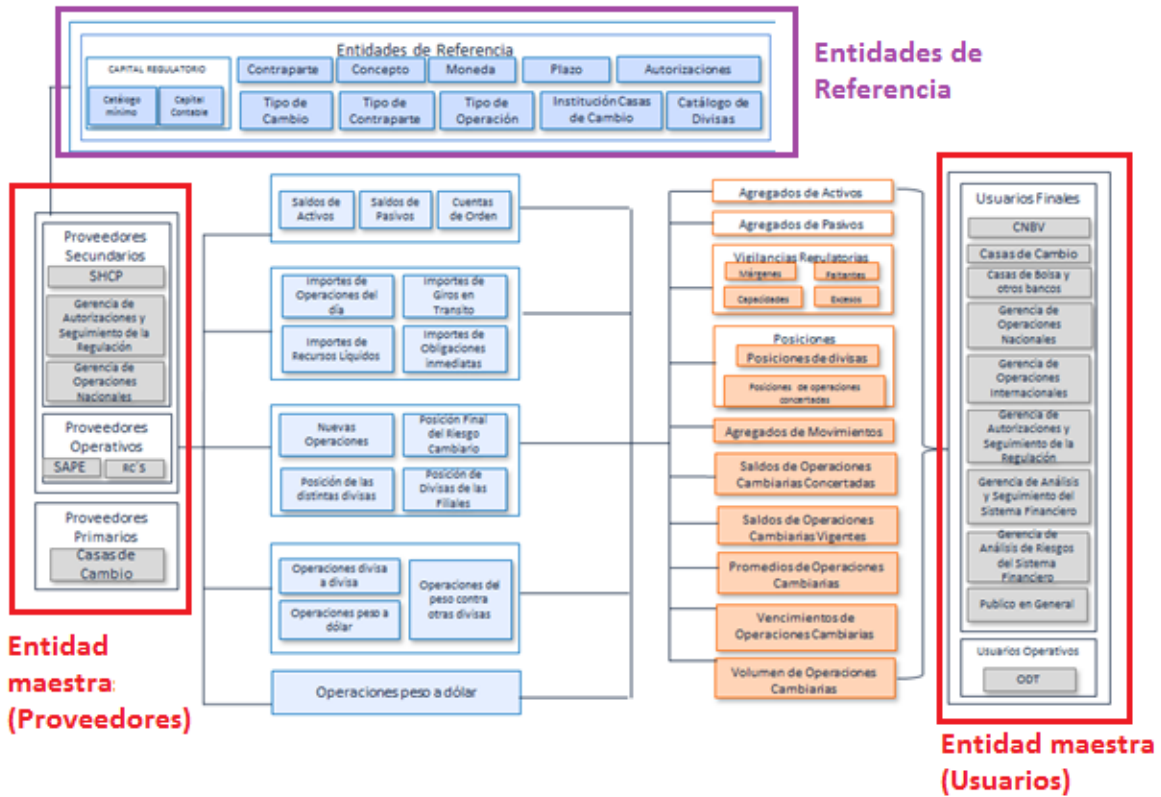 Entidades de Referencia
CAPITAL REGULATORIO
Catálogo
mínimo
Capital
Contable
Contraparte
Concepto
Moneda
Plazo
Autorizaciones
Tipo de
Cambio
Tipo de
Contraparte
Tipo de
Operación
Institución Casas
de Cambio
Catálogo de
Divisas
Entidades de
Referencia
Proveedores
Secundarios
SHCP
Gerencia de
Autorizaciones y
Seguimiento de la
Regulación
Gerencia de
Operaciones
Nacionales
Proveedores
Operativos
SAPE
RC´S
Proveedores
Primarios
Casas de
Cambio
Entidad
maestra:
(Proveedores)
Saldos de
Activos
Saldos de
Pasivos
Cuentas
de Orden
Importes de
Operaciones del
día
Importes de
Giros en
Transito
Importes de
Recursos Líquidos
Importes de
Obligaciones
inmediatas
Nuevas
Operaciones
Posición Final
del Riesgo
Cambiario
Posición de las
distintas divisas
Posición de
Divisas de las
Filiales
Operaciones divisa
a divisa
Operaciones peso a
dólar
Operaciones del
peso contra
otras divisas
Operaciones peso a dólar
Agregados de Activos
Agregados de Pasivos
Vigilancias Regulatorias
Márgenes
Faltantes
Capacidades
Excesos
Posiciones
Posiciones de divisas
Posiciones de operaciones
concertadas
Agregados de Movimientos
Saldos de Operaciones
Cambiarias Concertadas
Saldos de Operaciones
Cambiarias Vigentes
Promedios de Operaciones
Cambiarias
Vencimientos de
Operaciones Cambiarias
Volumen de Operaciones
Cambiarias
Usuarios Finales
CNBV
Casas de Cambio
Casas de Bolsa y
otros bancos
Gerencia de
Operaciones
Nacionales
Gerencia de
Operaciones
Internacionales
Gerencia de
Autorizaciones y
Seguimiento de la
Regulación
Gerencia de Análisis
y Seguimiento del
Sistema Financiero
Gerencia de
Análisis de Riesgos
del Sistema
Financiero
Publico en General
Usuarios Operativos
ODT
Entidad maestra
(Usuarios)